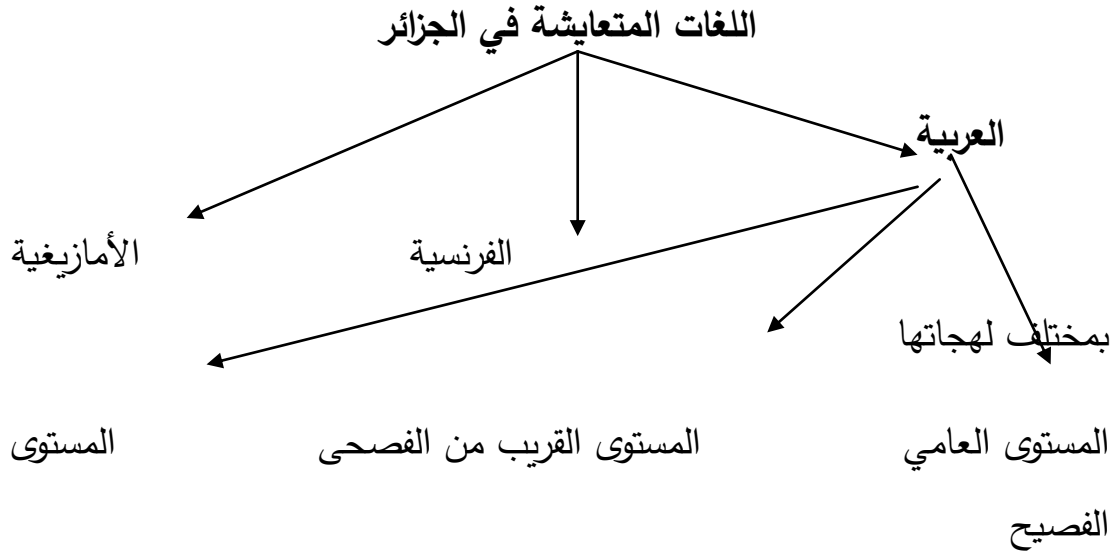 اللغات المتعايشة في الجزائر
العربية
الفرنسية الأمازيغية
بمختلف لهجاتها
المستوى العامي المستوى القريب من الفصحى المستوى
الفصيح